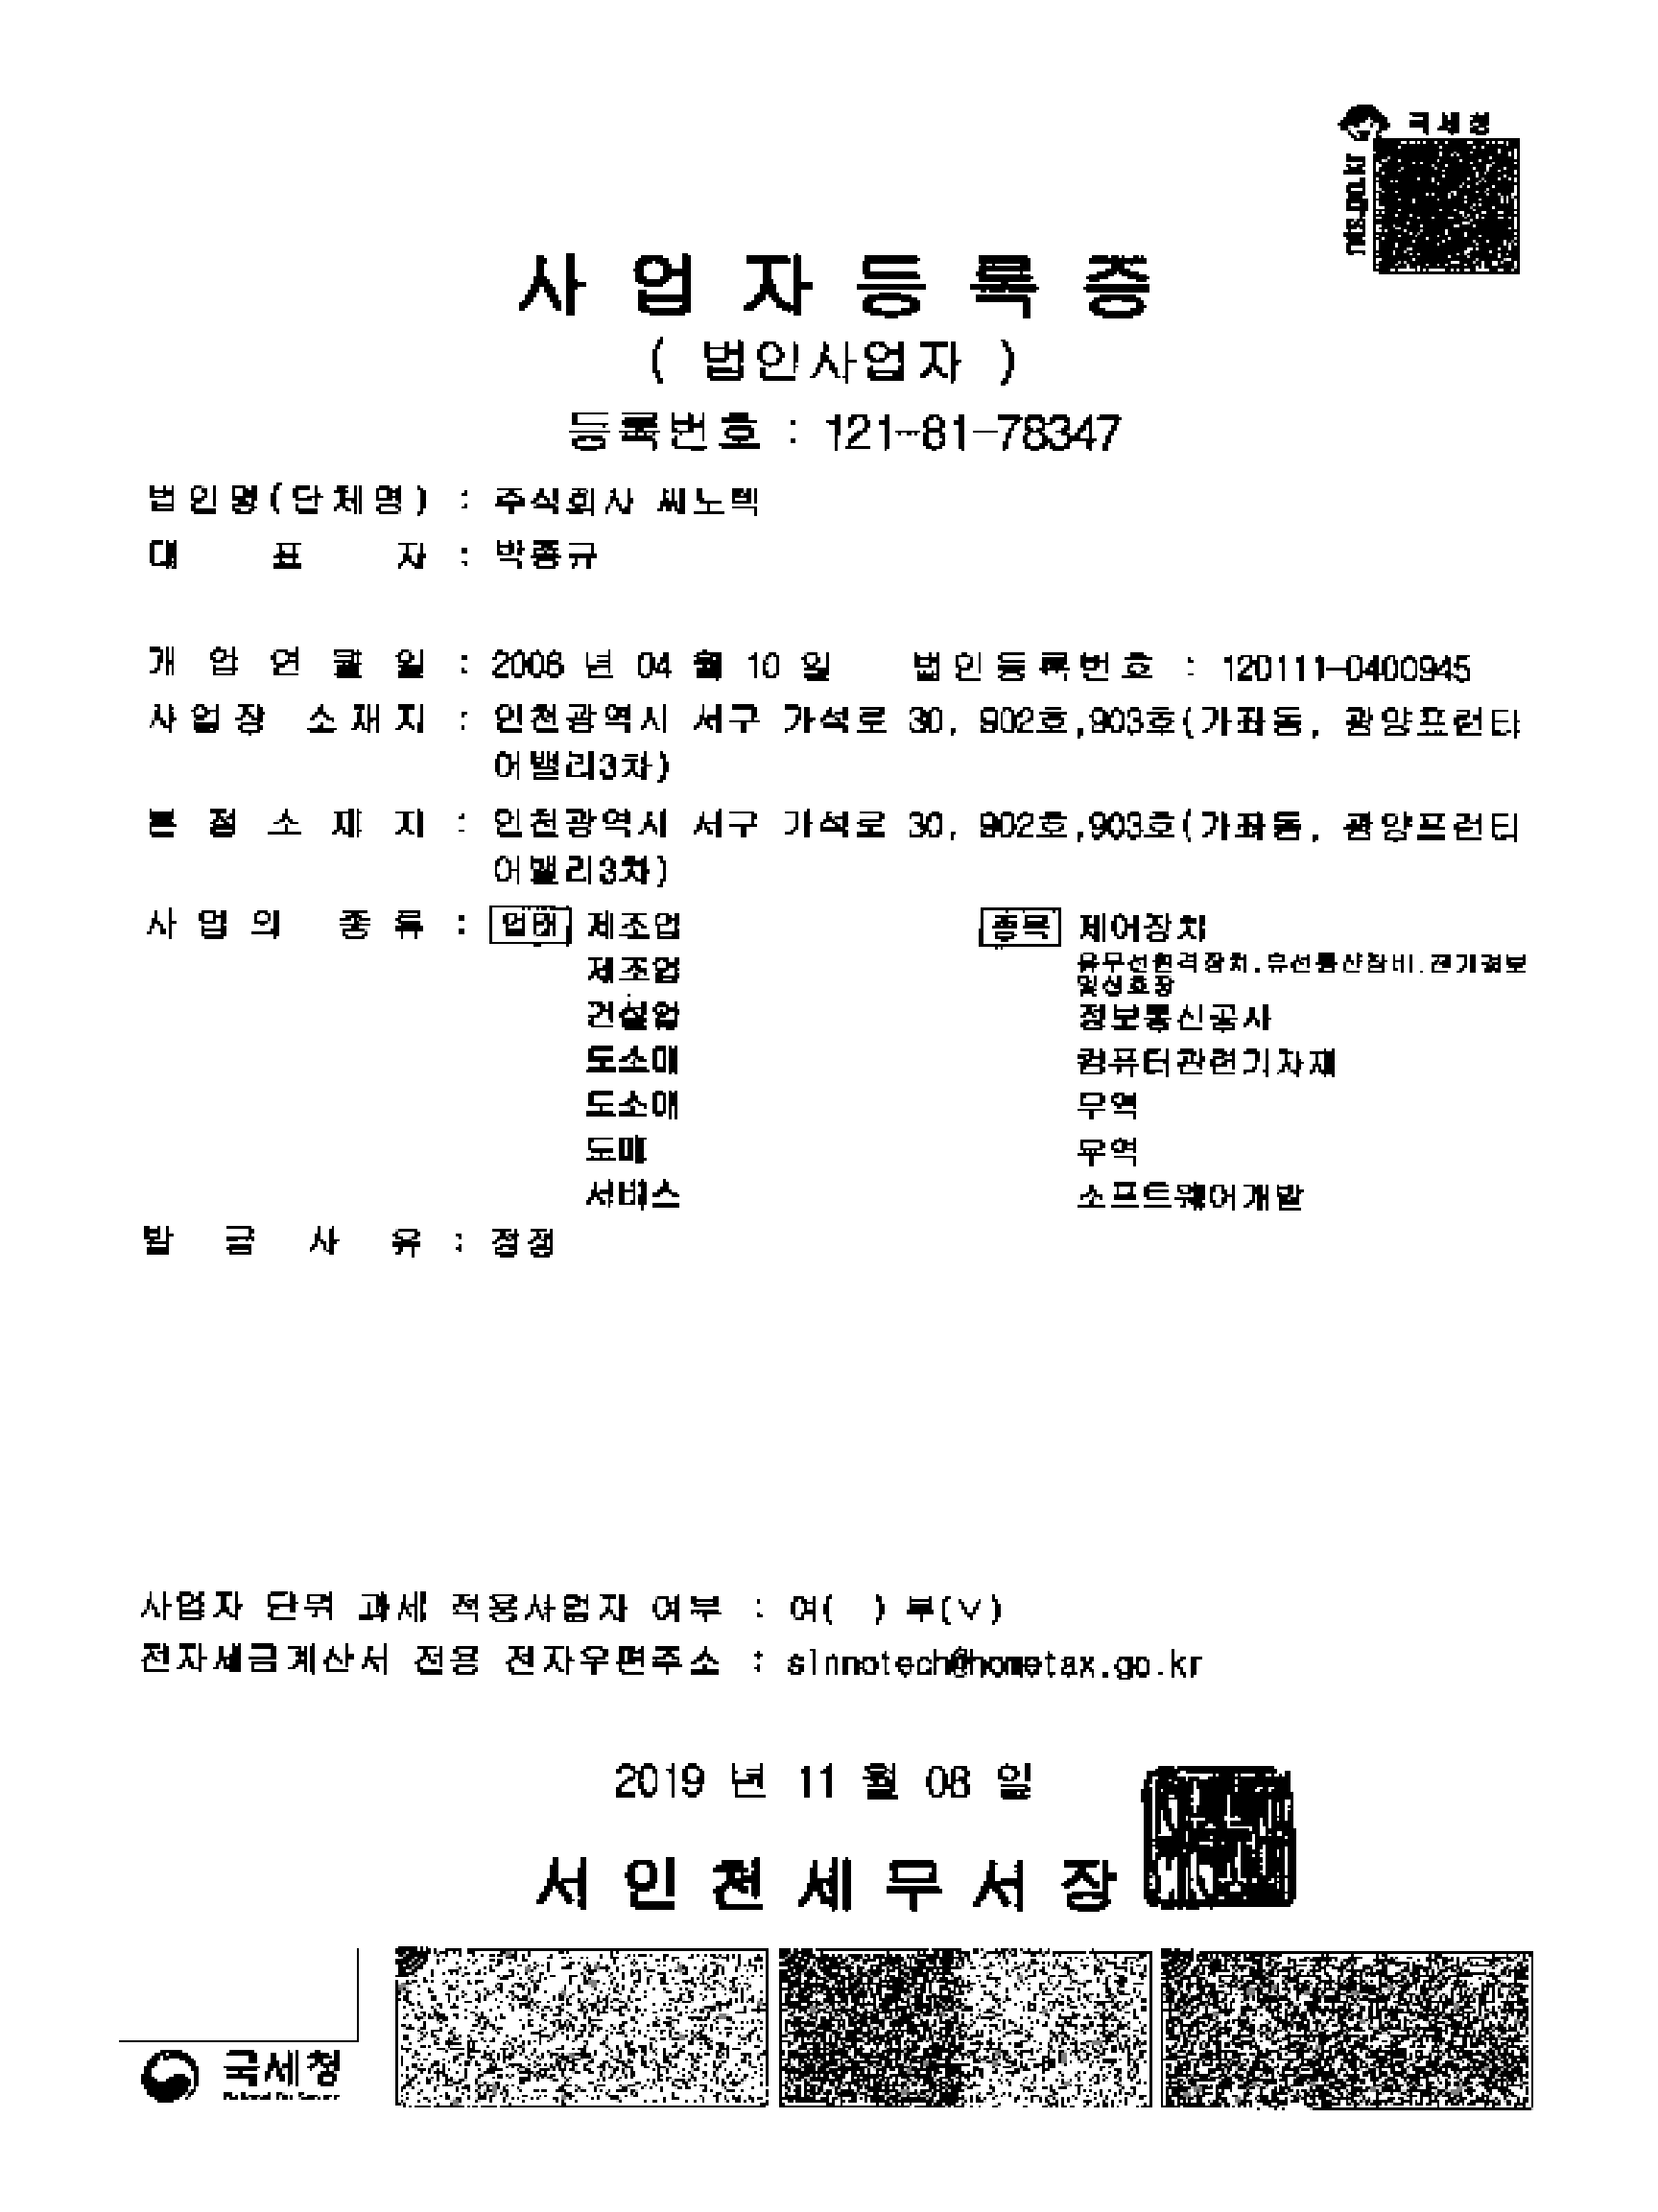 국세청
nts.go.kr
사업자등록증
( 법인사업자 )
등록번호 : 121-81-78347
법인명(단체명) : 주식회사 씨노텍
대 표 자 : 박종규
개 업 연 월 일 : 2006 년 04 월 10 일 법인등록번호 : 120111-0400945
사업장 소재지 : 인천광역시 서구 가석로 30, 902호,903호(가좌동, 광양프런티
어밸리3차)
본 점 소 재 지 : 인천광역시 서구 가석로 30, 902호,903호(가좌동, 광양프런티
어밸리3차)
사 업 의 종 류 : 업태 제조업 종목 제어장치
제조업 유무선원격장치,유선통신장비,전기경보
및신호장
건설업 정보통신공사
도소매 컴퓨터관련기자재
도소매 무역
도매 무역
서비스 소프트웨어개발
발 급 사 유 : 정정
사업자 단위 과세 적용사업자 여부 : 여( ) 부(∨)
전자세금계산서 전용 전자우편주소 : sinnotech@hometax.go.kr
2019 년 11 월 일
서인천세무서장
국세청
National Tax Service